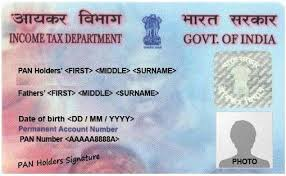 आयकर विभाग
भारत सरकार
INCOME TAX DEPARTMENT
GOVT. OF INDIA
PAN Holders' <FIRST> <MIDDLE> <SURNAME>
Fathers' <FIRST> <MIDDLE> <SURNAME>
Date of birth <DD / MM / YYYY>
Permanent Account Number
PAN Number <AAAAA8888A>
PAN Holders Signature
PHOTO